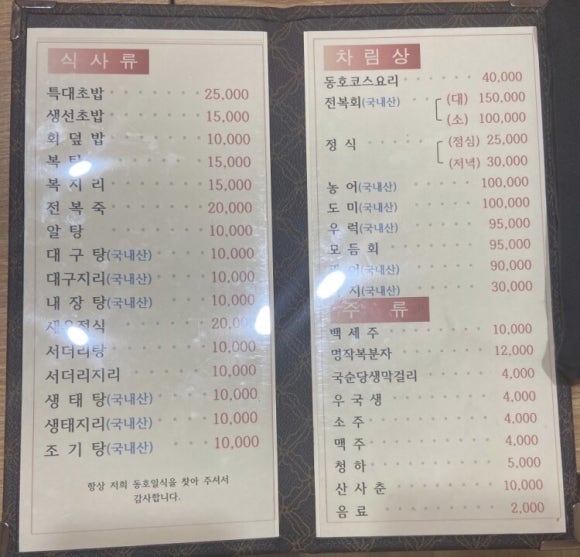 식사류
특대초밥 25,000
생선초밥 15,000
회덮밥 10,000
복탕 15,000
복지리 15,000
전복죽 20,000
알탕 10,000
대구탕(국내산) 10,000
대구지리(국내산) 10,000
내장탕(국내산) 10,000
정식 20,000
서더리탕 10,000
서더리지리 10,000
생태탕(국내산) 10,000
생태지리(국내산) 10,000
조기탕(국내산) 10,000
항상 저희 동호일식을 찾아 주셔서
감사합니다.
차림상
동호코스요리 40,000
전복회(국내산) (대) 150,000
(소) 100,000
정식 (점심) 25,000
(저녁) 30,000
농어(국내산) 100,000
도미(국내산) 100,000
우럭(국내산) 95,000
모듬회 95,000
(국내산) 90,000
(국내산) 30,000
주류
백세주 10,000
명작복분자 12,000
국순당생막걸리 4,000
우국생 4,000
소주 4,000
맥주 4,000
청하 5,000
산사춘 10,000
음료 2,000